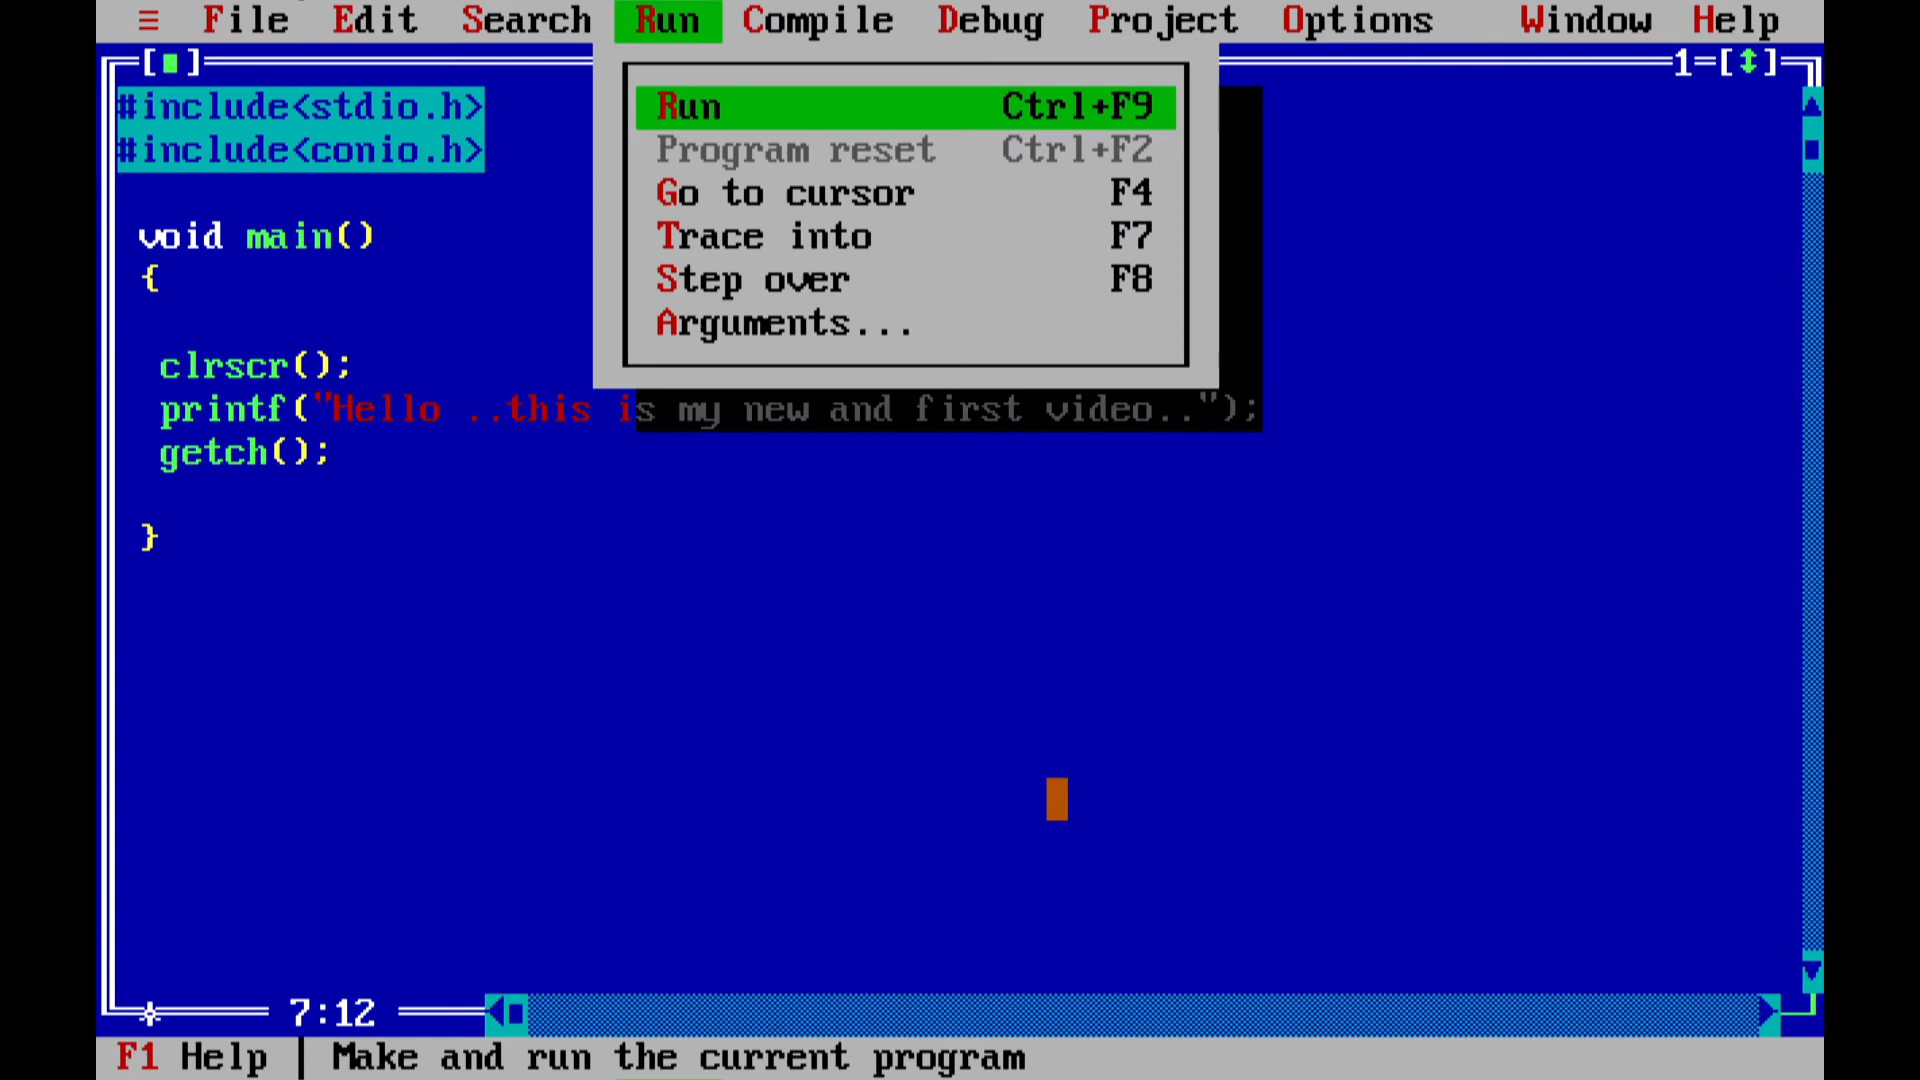 ≡ File Edit Search Run Compile Debug Project Options Window Help
1
#include<stdio.h>
#include<conio.h>
void main()
{
clrscr();
printf("Hello ..this is my new and first video..");
getch();
}
Run Ctrl+F9
Program reset Ctrl+F2
Go to cursor F4
Trace into F7
Step over F8
Arguments...
7:12
F1 Help | Make and run the current program